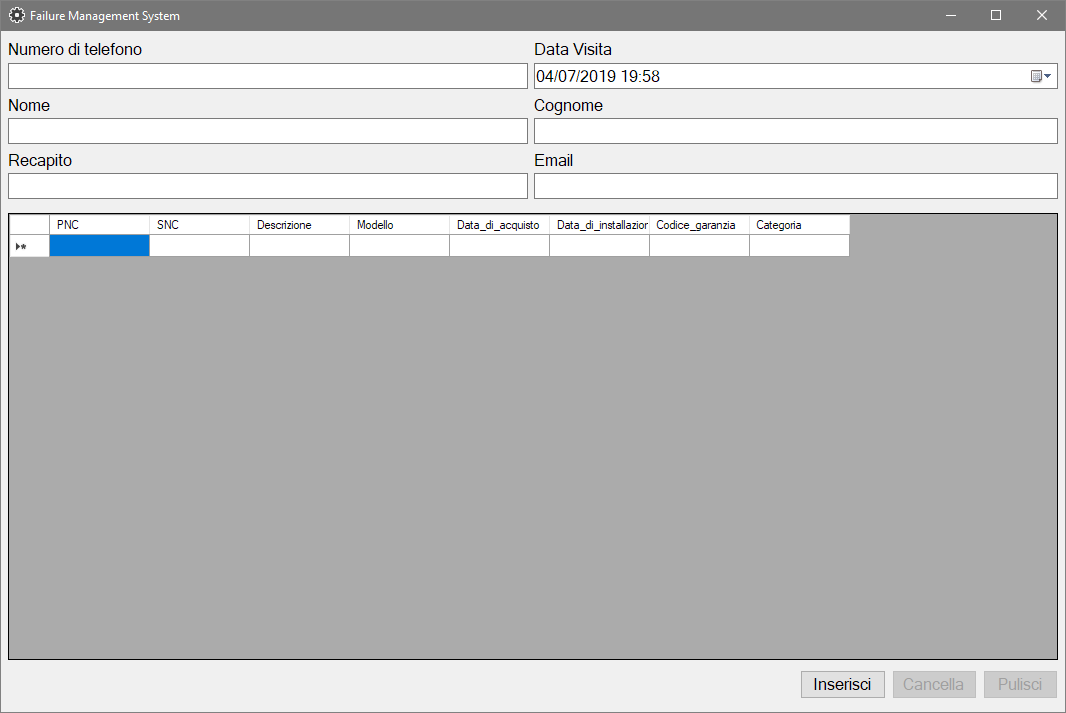 Failure Management System
Numero di telefono
Data Visita
04/07/2019 19:58
Nome
Cognome
Recapito
Email
PNC SNC Descrizione Modello Data_di_acquisto Data_di_installazior Codice_garanzia Categoria
Inserisci Cancella Pulisci